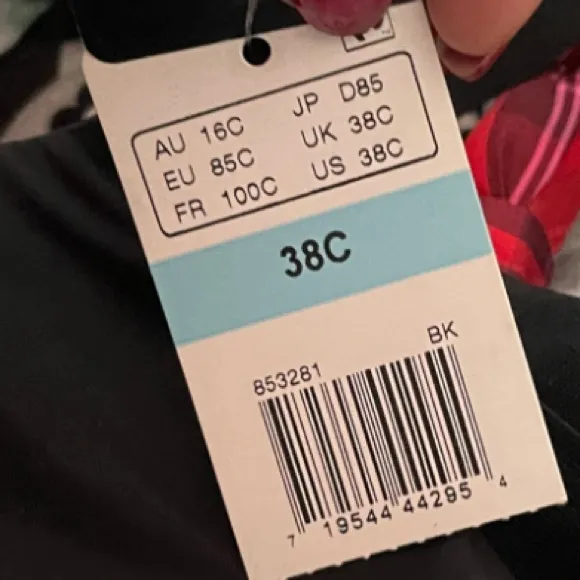 AU 16C JP D85
EU 85C UK 38C
FR 100C US 38C
38C
853281 BK
7 19544 44295 4